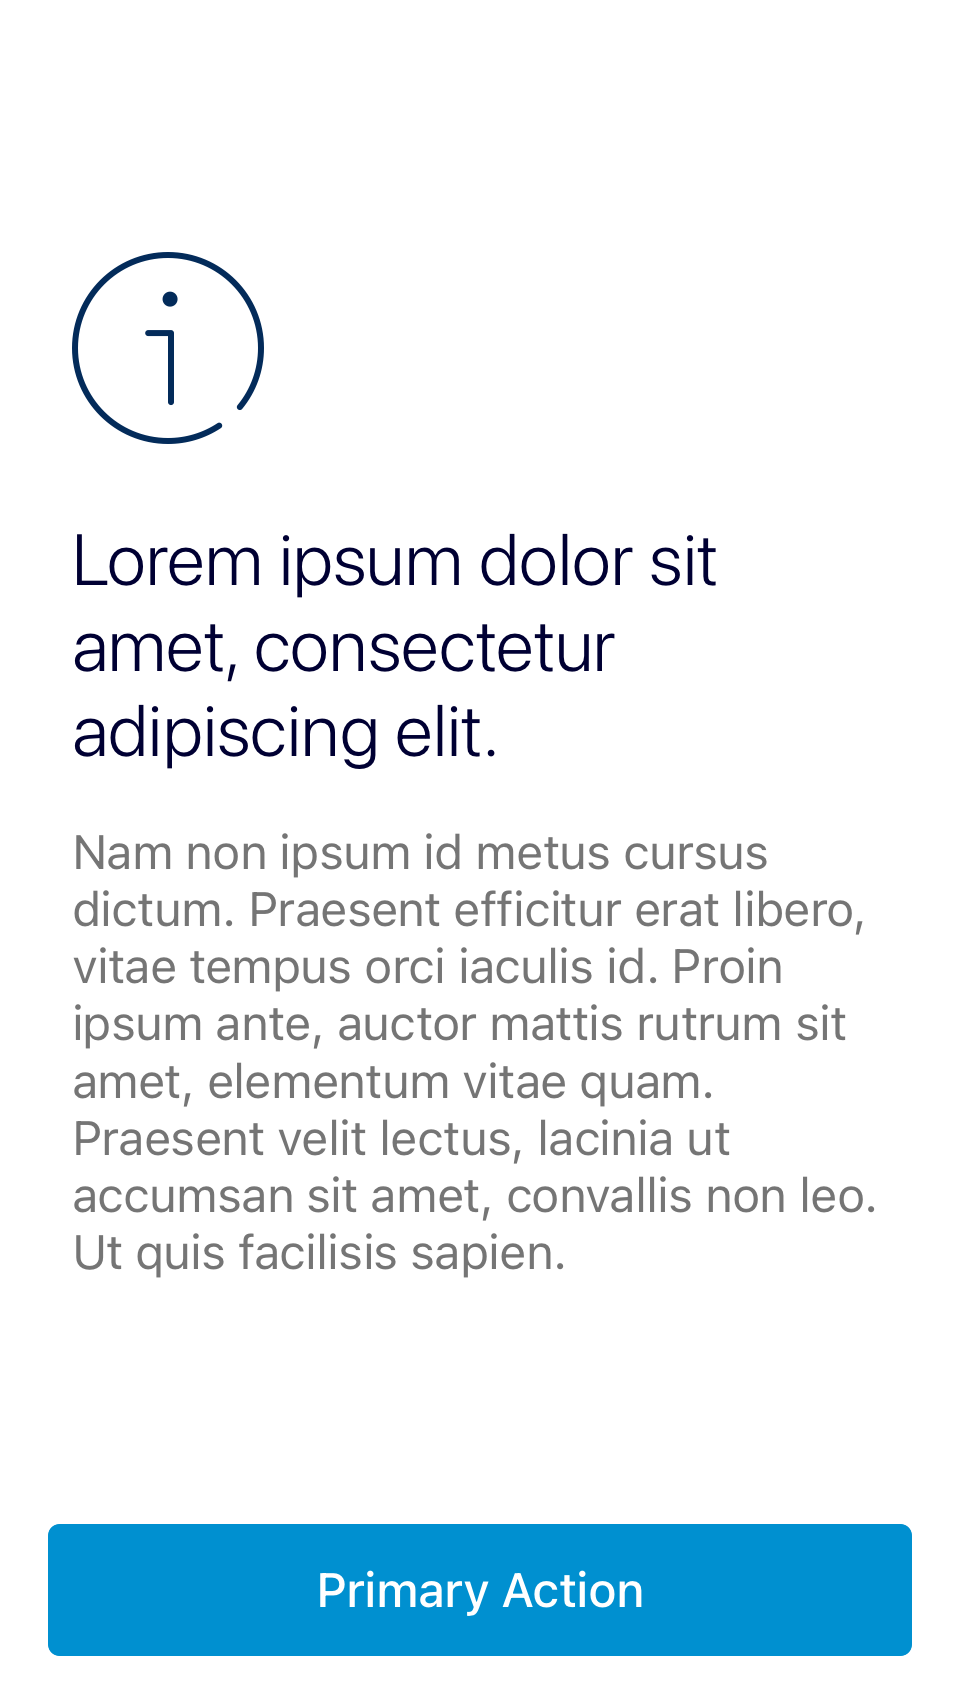 Lorem ipsum dolor sit
amet, consectetur
adipiscing elit.
Nam non ipsum id metus cursus
dictum. Praesent efficitur erat libero,
vitae tempus orci iaculis id. Proin
ipsum ante, auctor mattis rutrum sit
amet, elementum vitae quam.
Praesent velit lectus, lacinia ut
accumsan sit amet, convallis non leo.
Ut quis facilisis sapien.
Primary Action